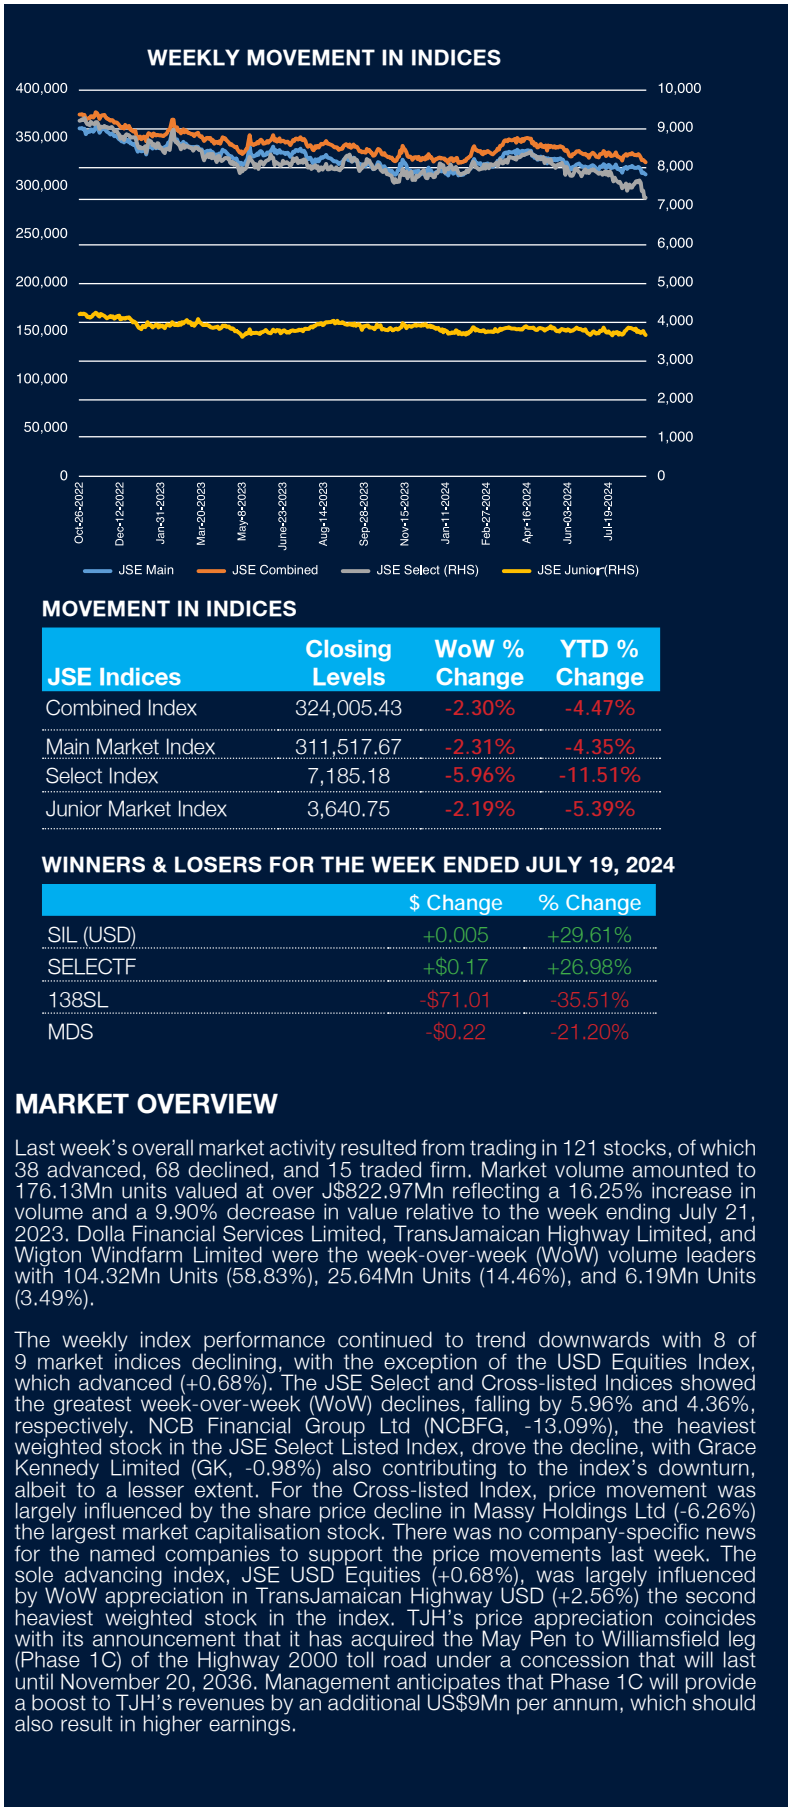 WEEKLY MOVEMENT IN INDICES
400,000
350,000
300,000
250,000
200,000
150,000
100,000
50,000
0
10,000
9,000
8,000
7,000
6,000
5,000
4,000
3,000
2,000
1,000
0
Oct-26-2022
Dec-12-2022
Jan-31-2023
Mar-20-2023
May-8-2023
June-23-2023
Aug-14-2023
Sep-28-2023
Nov-15-2023
Jan-11-2024
Feb-27-2024
Apr-16-2024
Jun-03-2024
Jul-19-2024
JSE Main JSE Combined JSE Select (RHS) JSE Junior (RHS)
MOVEMENT IN INDICES
JSE Indices Closing Levels WoW % Change YTD % Change
Combined Index 324,005.43 -2.30% -4.47%
Main Market Index 311,517.67 -2.31% -4.35%
Select Index 7,185.18 -5.96% -11.51%
Junior Market Index 3,640.75 -2.19% -5.39%
WINNERS & LOSERS FOR THE WEEK ENDED JULY 19, 2024
$ Change % Change
SIL (USD) +0.005 +29.61%
SELECTF +$0.17 +26.98%
138SL -$71.01 -35.51%
MDS -$0.22 -21.20%
MARKET OVERVIEW
Last week's overall market activity resulted from trading in 121 stocks, of which
38 advanced, 68 declined, and 15 traded firm. Market volume amounted to
176.13Mn units valued at over J$822.97Mn reflecting a 16.25% increase in
volume and a 9.90% decrease in value relative to the week ending July 21,
2023. Dolla Financial Services Limited, TransJamaican Highway Limited, and
Wigton Windfarm Limited were the week-over-week (WoW) volume leaders
with 104.32Mn Units (58.83%), 25.64Mn Units (14.46%), and 6.19Mn Units
(3.49%).
The weekly index performance continued to trend downwards with 8 of
9 market indices declining, with the exception of the USD Equities Index,
which advanced (+0.68%). The JSE Select and Cross-listed Indices showed
the greatest week-over-week (WoW) declines, falling by 5.96% and 4.36%,
respectively. NCB Financial Group Ltd (NCBFG, -13.09%), the heaviest
weighted stock in the JSE Select Listed Index, drove the decline, with Grace
Kennedy Limited (GK, -0.98%) also contributing to the index's downturn,
albeit to a lesser extent. For the Cross-listed Index, price movement was
largely influenced by the share price decline in Massy Holdings Ltd (-6.26%)
the largest market capitalisation stock. There was no company-specific news
for the named companies to support the price movements last week. The
sole advancing index, JSE USD Equities (+0.68%), was largely influenced
by WoW appreciation in TransJamaican Highway USD (+2.56%) the second
heaviest weighted stock in the index. TJH's price appreciation coincides
with its announcement that it has acquired the May Pen to Williamsfield leg
(Phase 1C) of the Highway 2000 toll road under a concession that will last
until November 20, 2036. Management anticipates that Phase 1C will provide
a boost to TJH's revenues by an additional US$9Mn per annum, which should
also result in higher earnings.